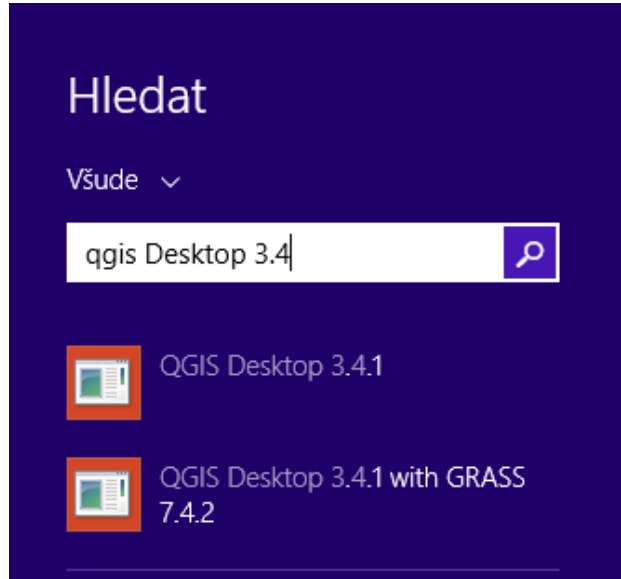 Hledat
Všude
qgis Desktop 3.4
QGIS Desktop 3.4.1
QGIS Desktop 3.4.1 with GRASS
7.4.2